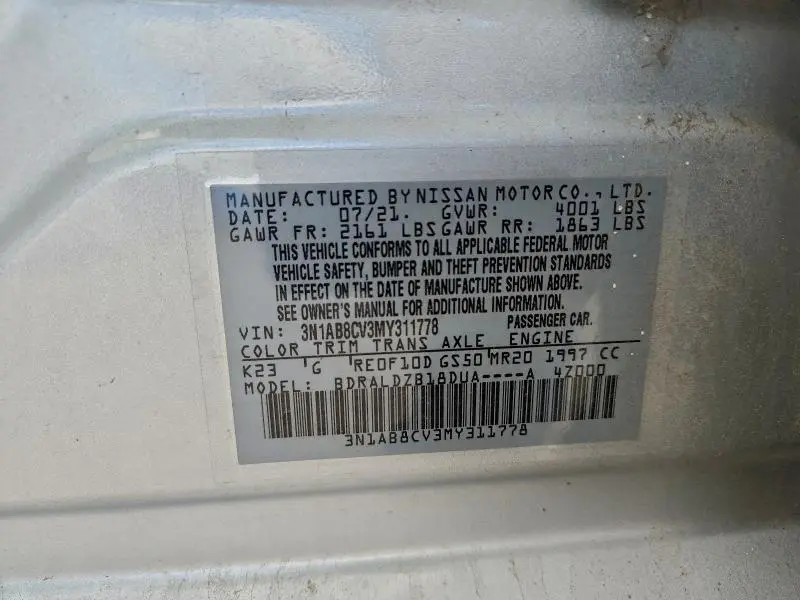 MANUFACTURED BY NISSAN MOTOR CO., LTD.
DATE: 07/21. GVWR: 4001 LBS
GAWR FR: 2161 LBS GAWR RR: 1863 LBS
THIS VEHICLE CONFORMS TO ALL APPLICABLE FEDERAL MOTOR
VEHICLE SAFETY, BUMPER AND THEFT PREVENTION STANDARDS
IN EFFECT ON THE DATE OF MANUFACTURE SHOWN ABOVE.
SEE OWNER'S MANUAL FOR ADDITIONAL INFORMATION.
VIN: 3N1AB8CV3MY311778 PASSENGER CAR.
COLOR TRIM TRANS AXLE ENGINE
K23 G RE0F10D GS50 MR20 1997 CC
MODEL: BDRALDZB18DUA----A 4Z000
3N1AB8CV3MY311778